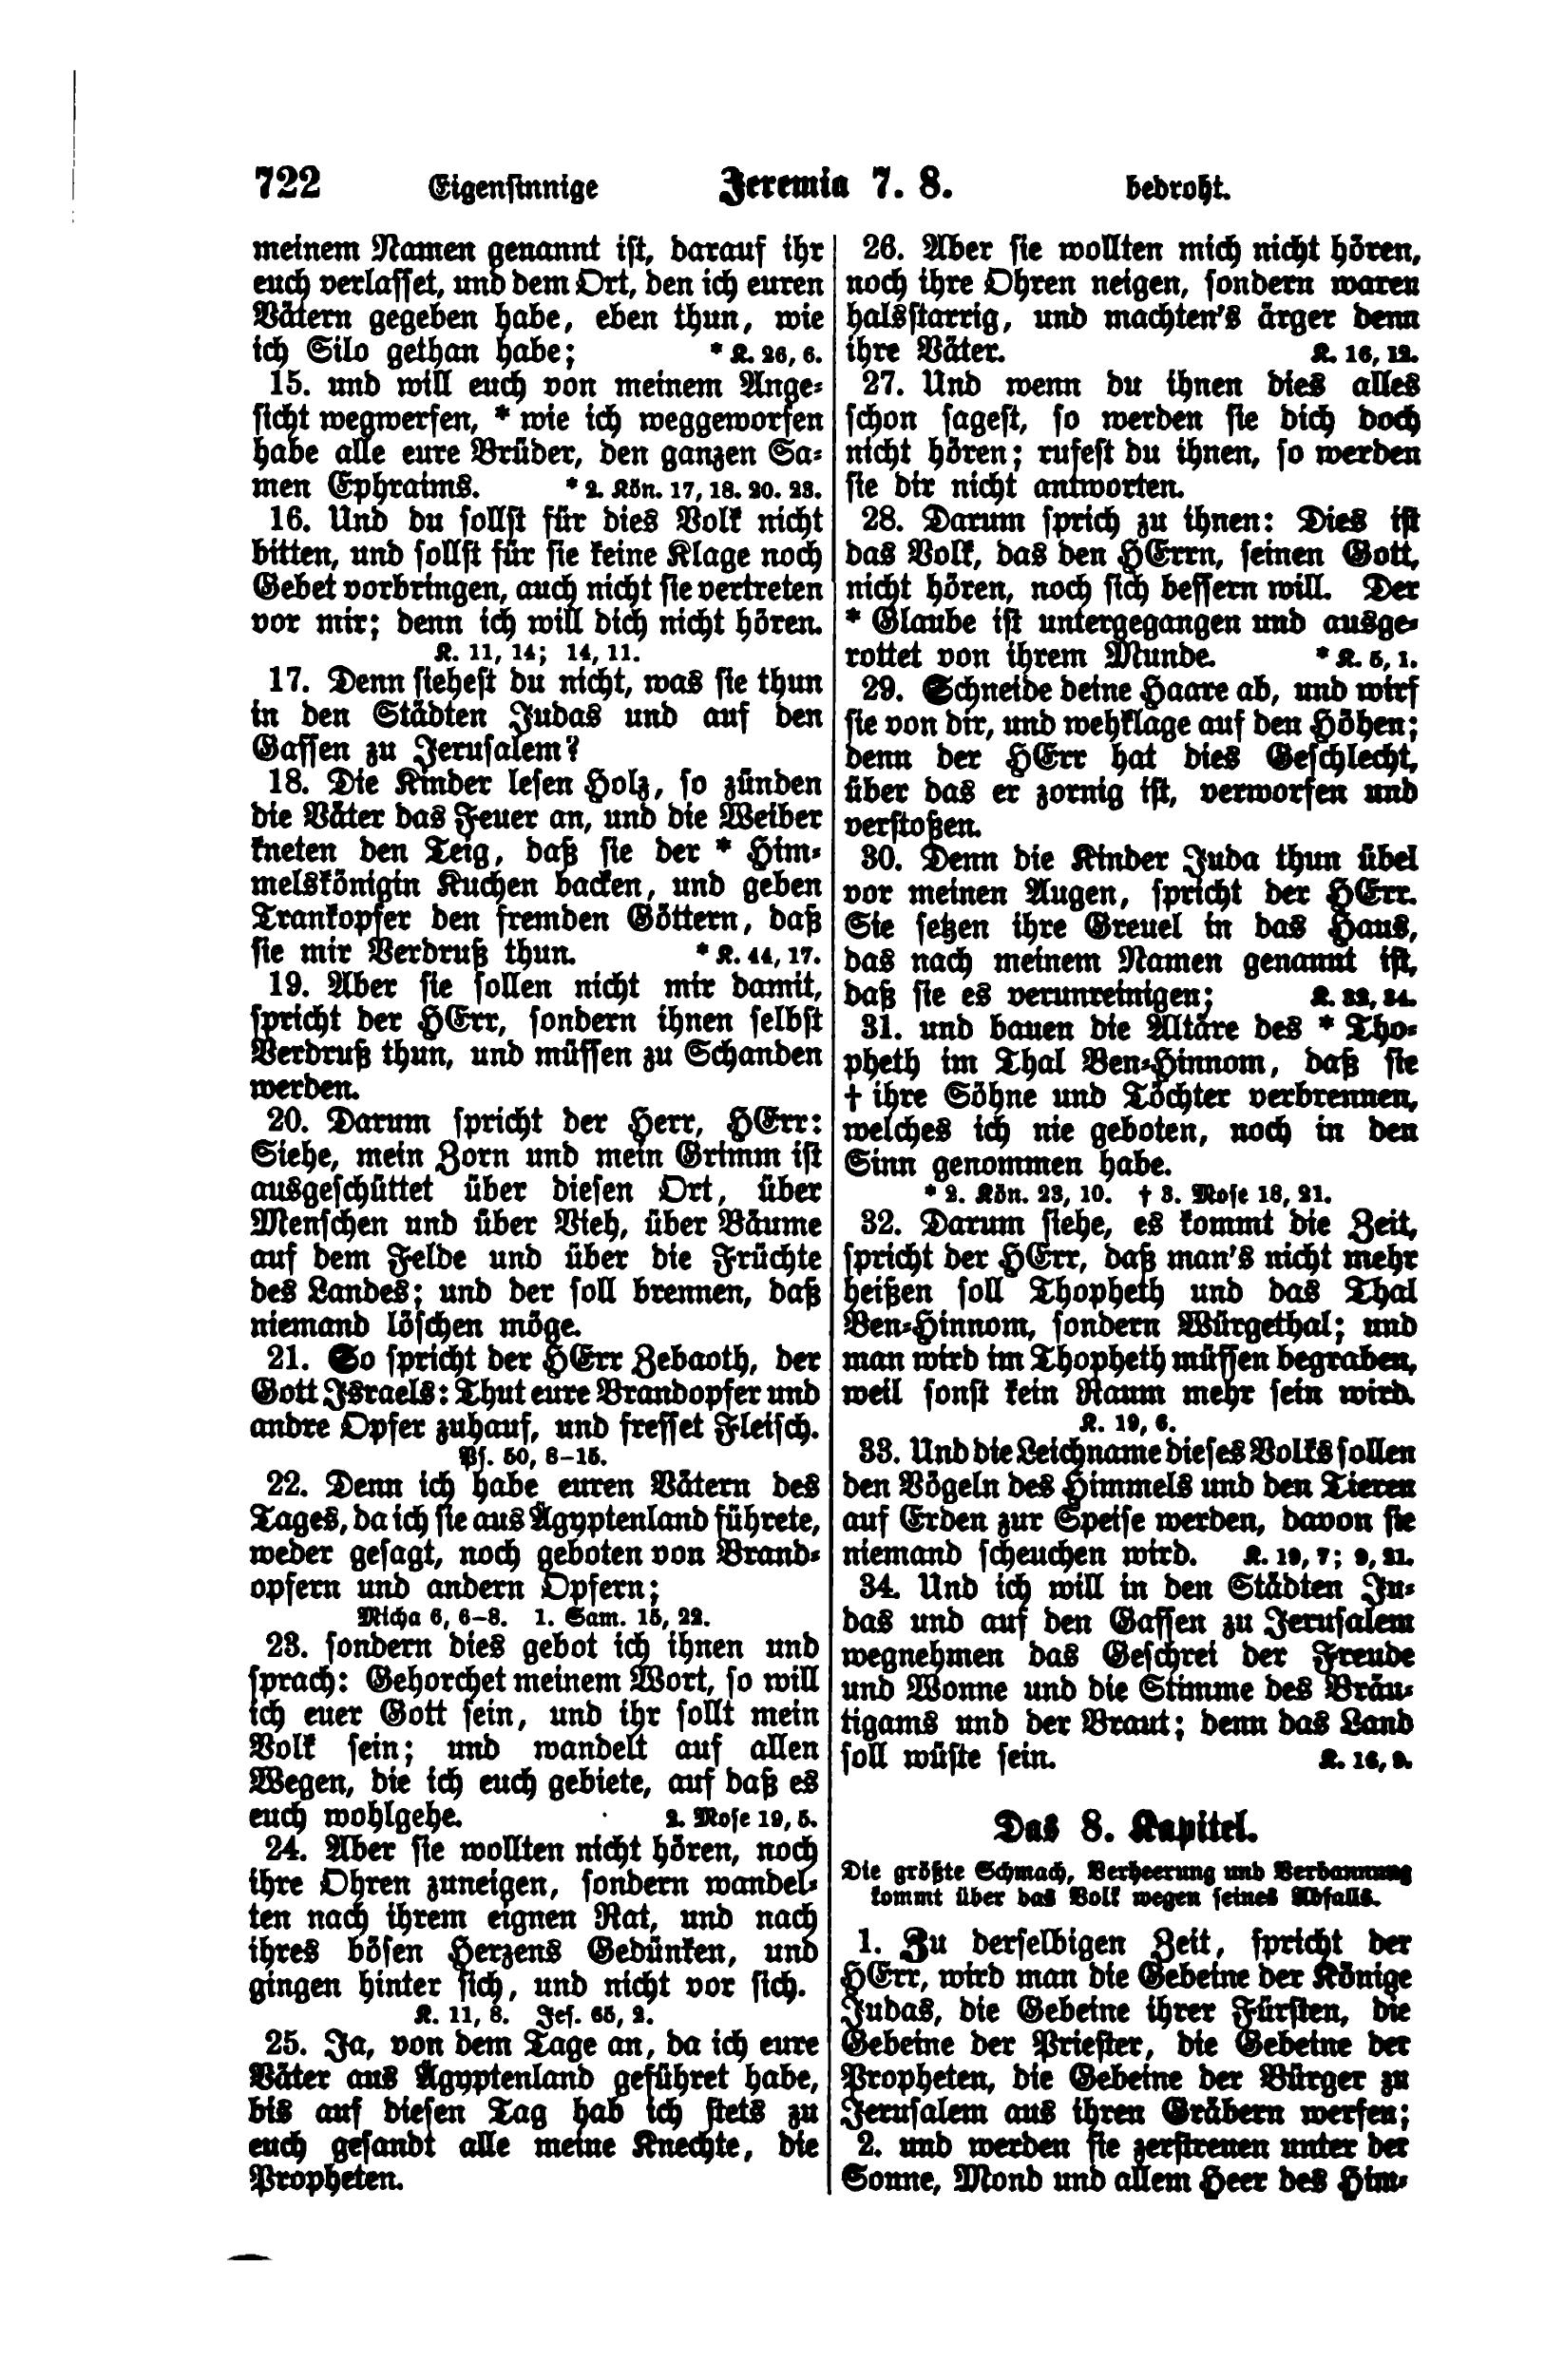 722 Eigensinnige Jeremia 7. 8. bedroht.
meinem Namen genannt ist, darauf ihr
euch verlasset, und dem Ort, den ich euren
Vätern gegeben habe, eben thun, wie
ich Silo gethan habe; * K. 26, 6.
15. und will euch von meinem Ange-
sicht wegwerfen, * wie ich weggeworfen
habe alle eure Brüder, den ganzen Sa-
men Ephraims. * 2. Kön. 17, 18. 20. 23.
16. Und du sollst für dies Volk nicht
bitten, und sollst für sie keine Klage noch
Gebet vorbringen, auch nicht sie vertreten
vor mir; denn ich will dich nicht hören.
K. 11, 14; 14, 11.
17. Denn siehest du nicht, was sie thun
in den Städten Judas und auf den
Gassen zu Jerusalem?
18. Die Kinder lesen Holz, so zünden
die Väter das Feuer an, und die Weiber
kneten den Teig, daß sie der * Him-
melskönigin Kuchen backen, und geben
Trankopfer den fremden Göttern, daß
sie mir Verdruß thun. * K. 44, 17.
19. Aber sie sollen nicht mir damit,
spricht der HErr, sondern ihnen selbst
Verdruß thun, und müssen zu Schanden
werden.
20. Darum spricht der Herr, HErr:
Siehe, mein Zorn und mein Grimm ist
ausgeschüttet über diesen Ort, über
Menschen und über Vieh, über Bäume
auf dem Felde und über die Früchte
des Landes; und der soll brennen, daß
niemand löschen möge.
21. So spricht der HErr Zebaoth, der
Gott Israels: Thut eure Brandopfer und
andre Opfer zuhauf, und fresset Fleisch.
Ps. 50, 8–15.
22. Denn ich habe euren Vätern des
Tages, da ich sie aus Ägyptenland führete,
weder gesagt, noch geboten von Brand-
opfern und andern Opfern;
Micha 6, 6–8. 1. Sam. 15, 22.
23. sondern dies gebot ich ihnen und
sprach: Gehorchet meinem Wort, so will
ich euer Gott sein, und ihr sollt mein
Volk sein; und wandelt auf allen
Wegen, die ich euch gebiete, auf daß es
euch wohlgehe. 2. Mose 19, 5.
24. Aber sie wollten nicht hören, noch
ihre Ohren zuneigen, sondern wandel-
ten nach ihrem eignen Rat, und nach
ihres bösen Herzens Gedünken, und
gingen hinter sich, und nicht vor sich.
K. 11, 8. Jes. 65, 2.
25. Ja, von dem Tage an, da ich eure
Väter aus Ägyptenland geführet habe,
bis auf diesen Tag hab ich stets zu
euch gesandt alle meine Knechte, die
Propheten.
26. Aber sie wollten mich nicht hören,
noch ihre Ohren neigen, sondern waren
halsstarrig, und machten's ärger denn
ihre Väter. K. 16, 12.
27. Und wenn du ihnen dies alles
schon sagest, so werden sie dich doch
nicht hören; rufest du ihnen, so werden
sie dir nicht antworten.
28. Darum sprich zu ihnen: Dies ist
das Volk, das den HErrn, seinen Gott,
nicht hören, noch sich bessern will. Der
* Glaube ist untergegangen und ausge-
rottet von ihrem Munde. * K. 5, 1.
29. Schneide deine Haare ab, und wirf
sie von dir, und wehklage auf den Höhen;
denn der HErr hat dies Geschlecht,
über das er zornig ist, verworfen und
verstoßen.
30. Denn die Kinder Juda thun übel
vor meinen Augen, spricht der HErr.
Sie setzen ihre Greuel in das Haus,
das nach meinem Namen genannt ist,
daß sie es verunreinigen; K. 32, 34.
31. und bauen die Altäre des * Tho-
pheth im Thal Ben-Hinnom, daß sie
† ihre Söhne und Töchter verbrennen,
welches ich nie geboten, noch in den
Sinn genommen habe.
* 2. Kön. 23, 10. † 3. Mose 18, 21.
32. Darum siehe, es kommt die Zeit,
spricht der HErr, daß man's nicht mehr
heißen soll Thopheth und das Thal
Ben-Hinnom, sondern Würgethal; und
man wird im Thopheth müssen begraben,
weil sonst kein Raum mehr sein wird.
K. 19, 6.
33. Und die Leichname dieses Volks sollen
den Vögeln des Himmels und den Tieren
auf Erden zur Speise werden, davon sie
niemand scheuchen wird. K. 19, 7; 9, 21.
34. Und ich will in den Städten Ju-
das und auf den Gassen zu Jerusalem
wegnehmen das Geschrei der Freude
und Wonne und die Stimme des Bräu-
tigams und der Braut; denn das Land
soll wüste sein. K. 16, 9.
Das 8. Kapitel.
Die größte Schmach, Verheerung und Verbannung
kommt über das Volk wegen seines Abfalls.
1. Zu derselbigen Zeit, spricht der
HErr, wird man die Gebeine der Könige
Judas, die Gebeine ihrer Fürsten, die
Gebeine der Priester, die Gebeine der
Propheten, die Gebeine der Bürger zu
Jerusalem aus ihren Gräbern werfen;
2. und werden sie zerstreuen unter der
Sonne, Mond und allem Heer des Him-